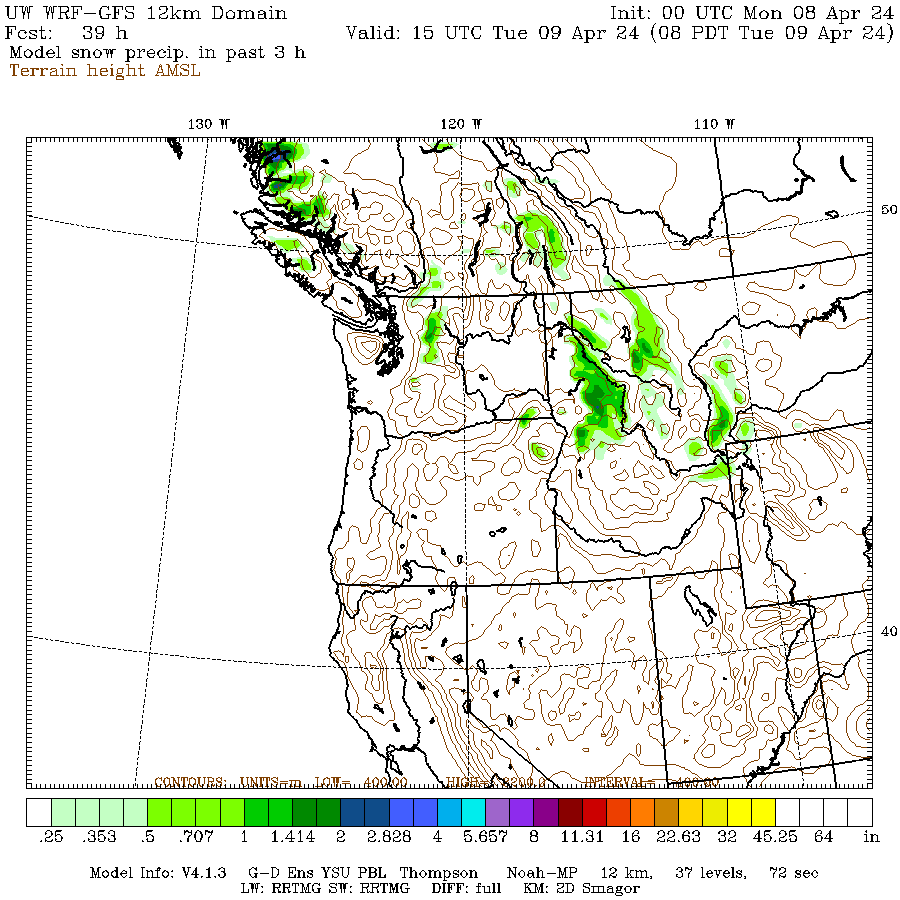 UW WRF-GFS 12km Domain Init: 00 UTC Mon 08 Apr 24
Fcst: 39 h Valid: 15 UTC Tue 09 Apr 24 (08 PDT Tue 09 Apr 24)
Model snow precip. in past 3 h
Terrain height AMSL
130 W 120 W 110 W
50
40
CONTOURS: UNITS=m LOW= 400.00 HIGH= 3200.0 INTERVAL= 400.00
.25 .353 .5 .707 1 1.414 2 2.828 4 5.657 8 11.31 16 22.63 32 45.25 64 in
Model Info: V4.1.3 G-D Ens YSU PBL Thompson Noah-MP 12 km, 37 levels, 72 sec
LW: RRTMG SW: RRTMG DIFF: full KM: 2D Smagor